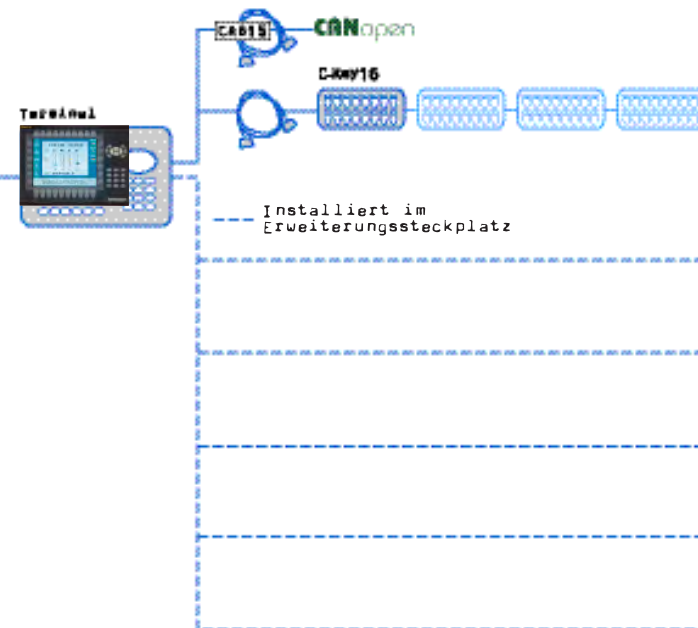 CAB15
CANopen
C-Key16
Terminal
Installiert im
Erweiterungssteckplatz